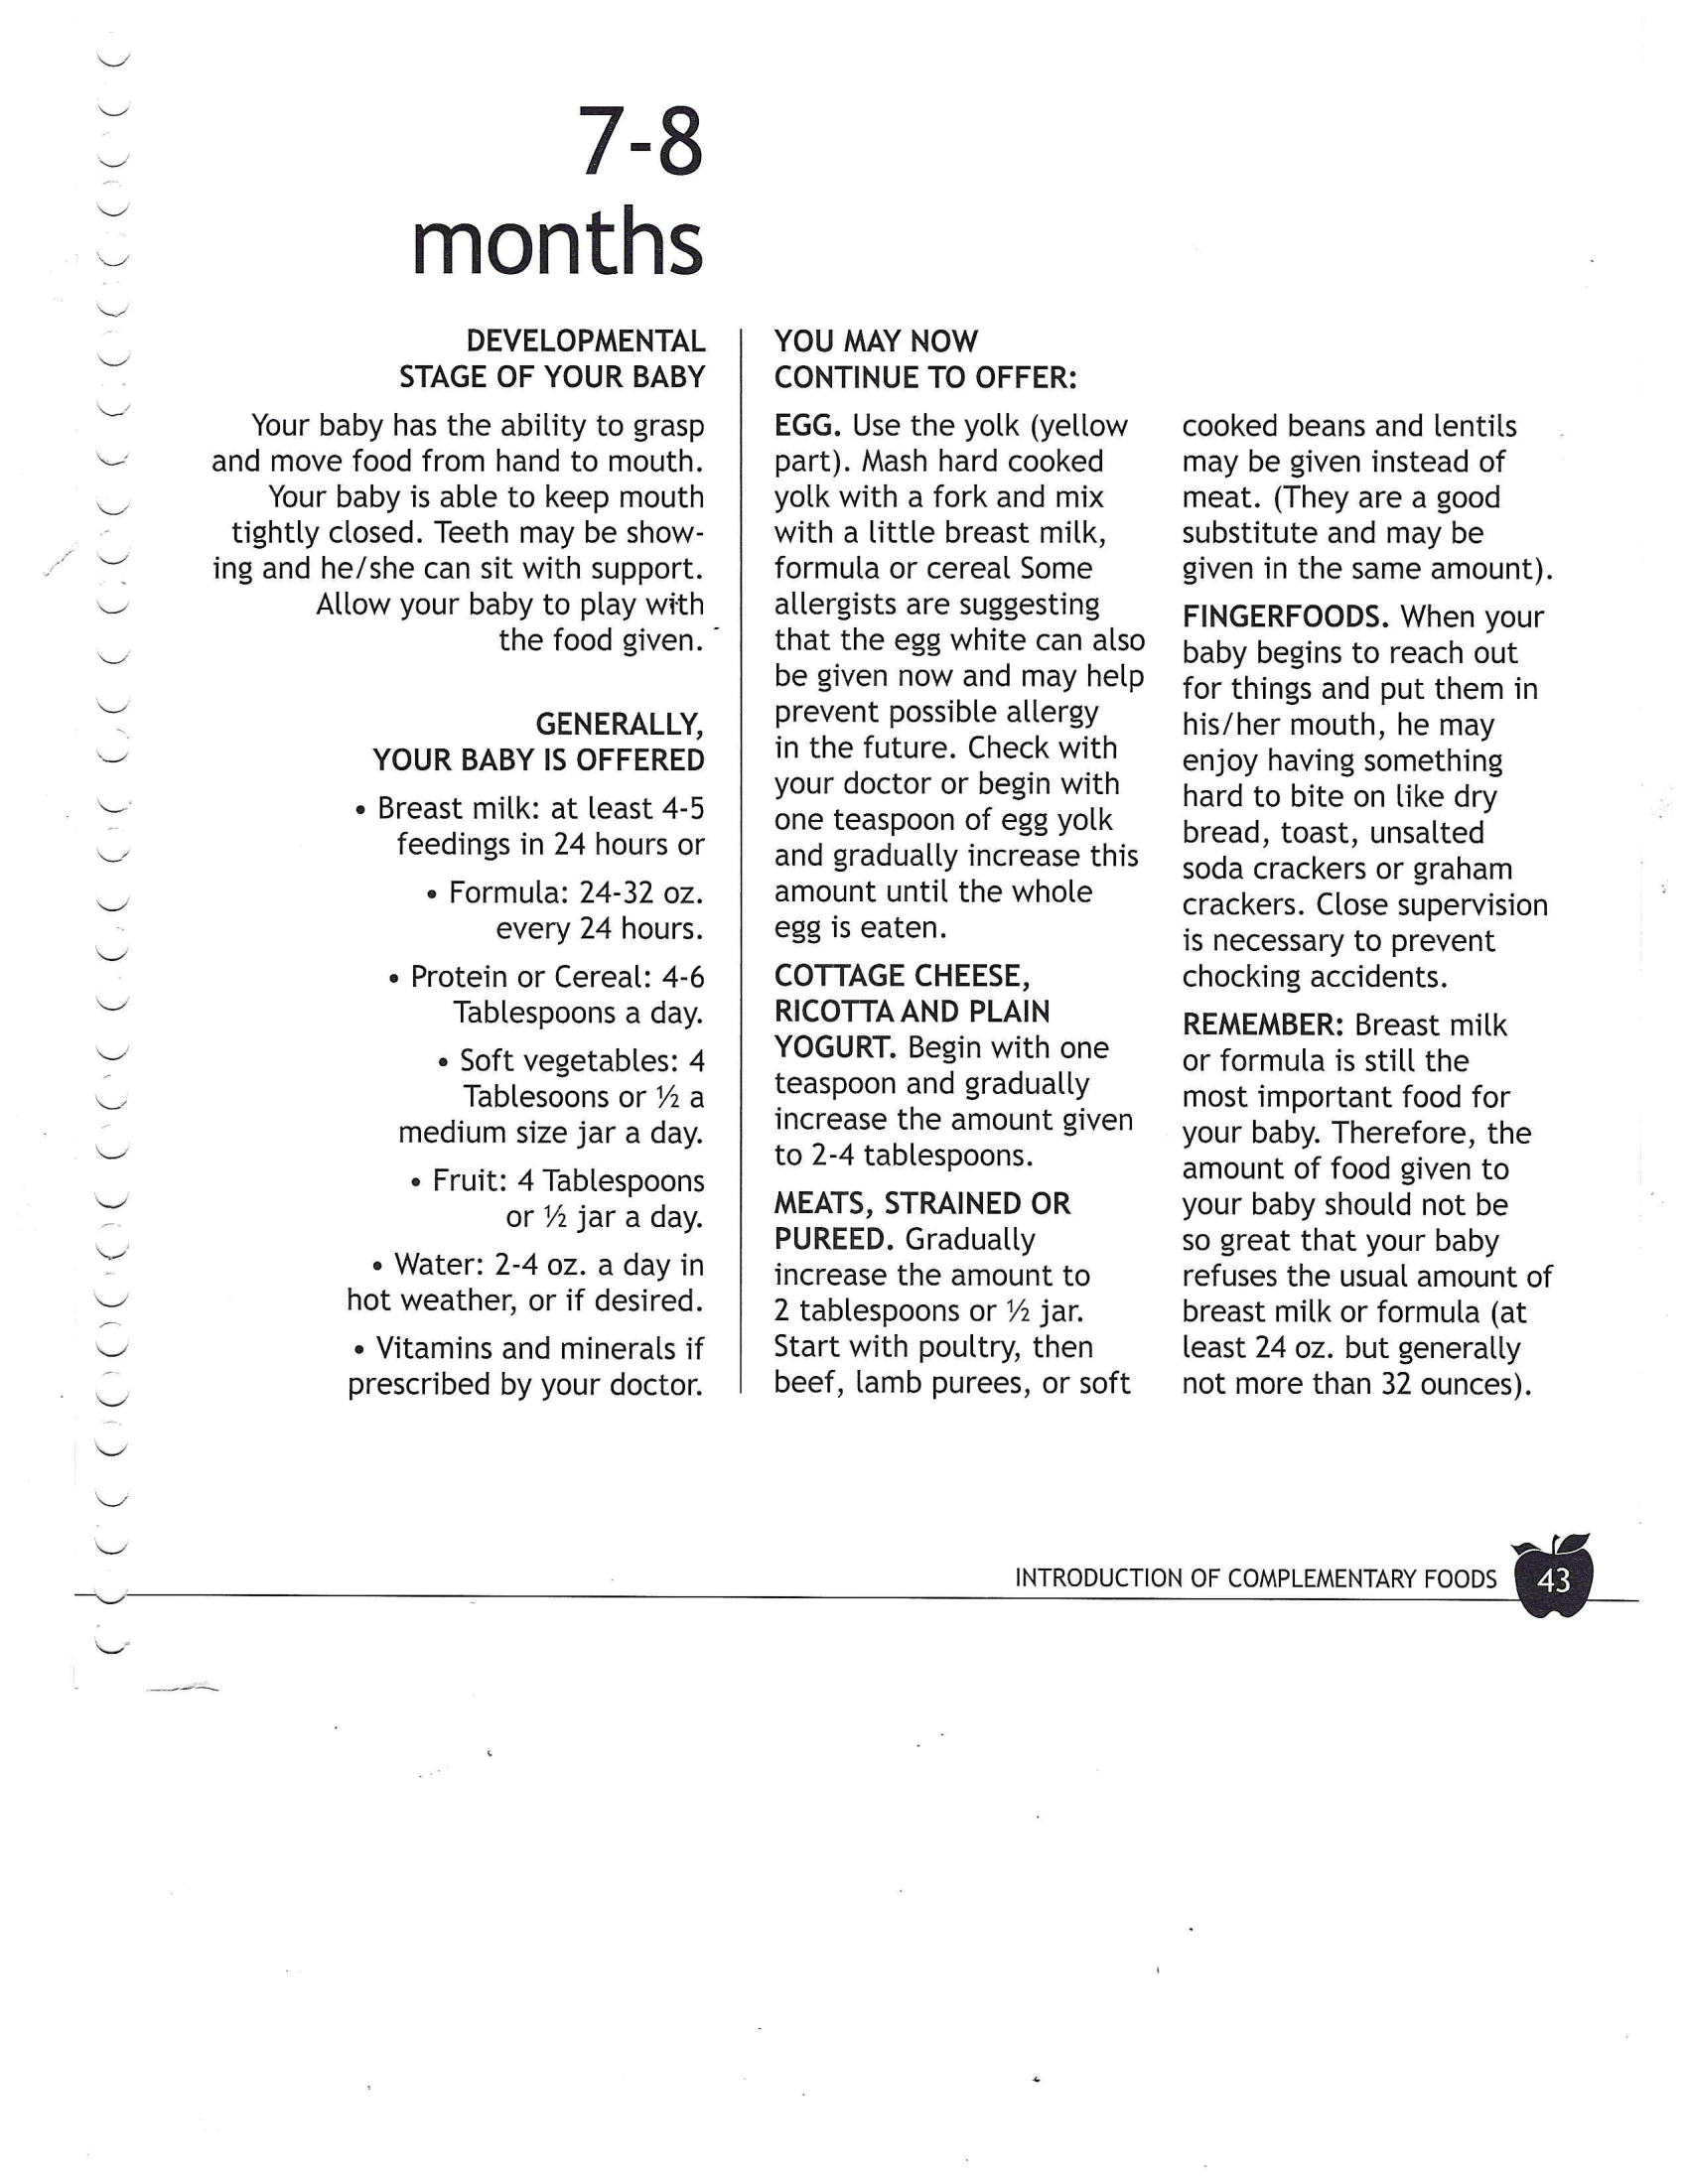 7-8
months
DEVELOPMENTAL
STAGE OF YOUR BABY
Your baby has the ability to grasp
and move food from hand to mouth.
Your baby is able to keep mouth
tightly closed. Teeth may be show-
ing and he/she can sit with support.
Allow your baby to play with
the food given.
GENERALLY,
YOUR BABY IS OFFERED
• Breast milk: at least 4-5
feedings in 24 hours or
• Formula: 24-32 oz.
every 24 hours.
• Protein or Cereal: 4-6
Tablespoons a day.
• Soft vegetables: 4
Tablesoons or ½ a
medium size jar a day.
• Fruit: 4 Tablespoons
or ½ jar a day.
• Water: 2-4 oz. a day in
hot weather, or if desired.
• Vitamins and minerals if
prescribed by your doctor.
YOU MAY NOW
CONTINUE TO OFFER:
EGG. Use the yolk (yellow
part). Mash hard cooked
yolk with a fork and mix
with a little breast milk,
formula or cereal Some
allergists are suggesting
that the egg white can also
be given now and may help
prevent possible allergy
in the future. Check with
your doctor or begin with
one teaspoon of egg yolk
and gradually increase this
amount until the whole
egg is eaten.
COTTAGE CHEESE,
RICOTTA AND PLAIN
YOGURT. Begin with one
teaspoon and gradually
increase the amount given
to 2-4 tablespoons.
MEATS, STRAINED OR
PUREED. Gradually
increase the amount to
2 tablespoons or ½ jar.
Start with poultry, then
beef, lamb purees, or soft
cooked beans and lentils
may be given instead of
meat. (They are a good
substitute and may be
given in the same amount).
FINGERFOODS. When your
baby begins to reach out
for things and put them in
his/her mouth, he may
enjoy having something
hard to bite on like dry
bread, toast, unsalted
soda crackers or graham
crackers. Close supervision
is necessary to prevent
chocking accidents.
REMEMBER: Breast milk
or formula is still the
most important food for
your baby. Therefore, the
amount of food given to
your baby should not be
so great that your baby
refuses the usual amount of
breast milk or formula (at
least 24 oz. but generally
not more than 32 ounces).
INTRODUCTION OF COMPLEMENTARY FOODS 43